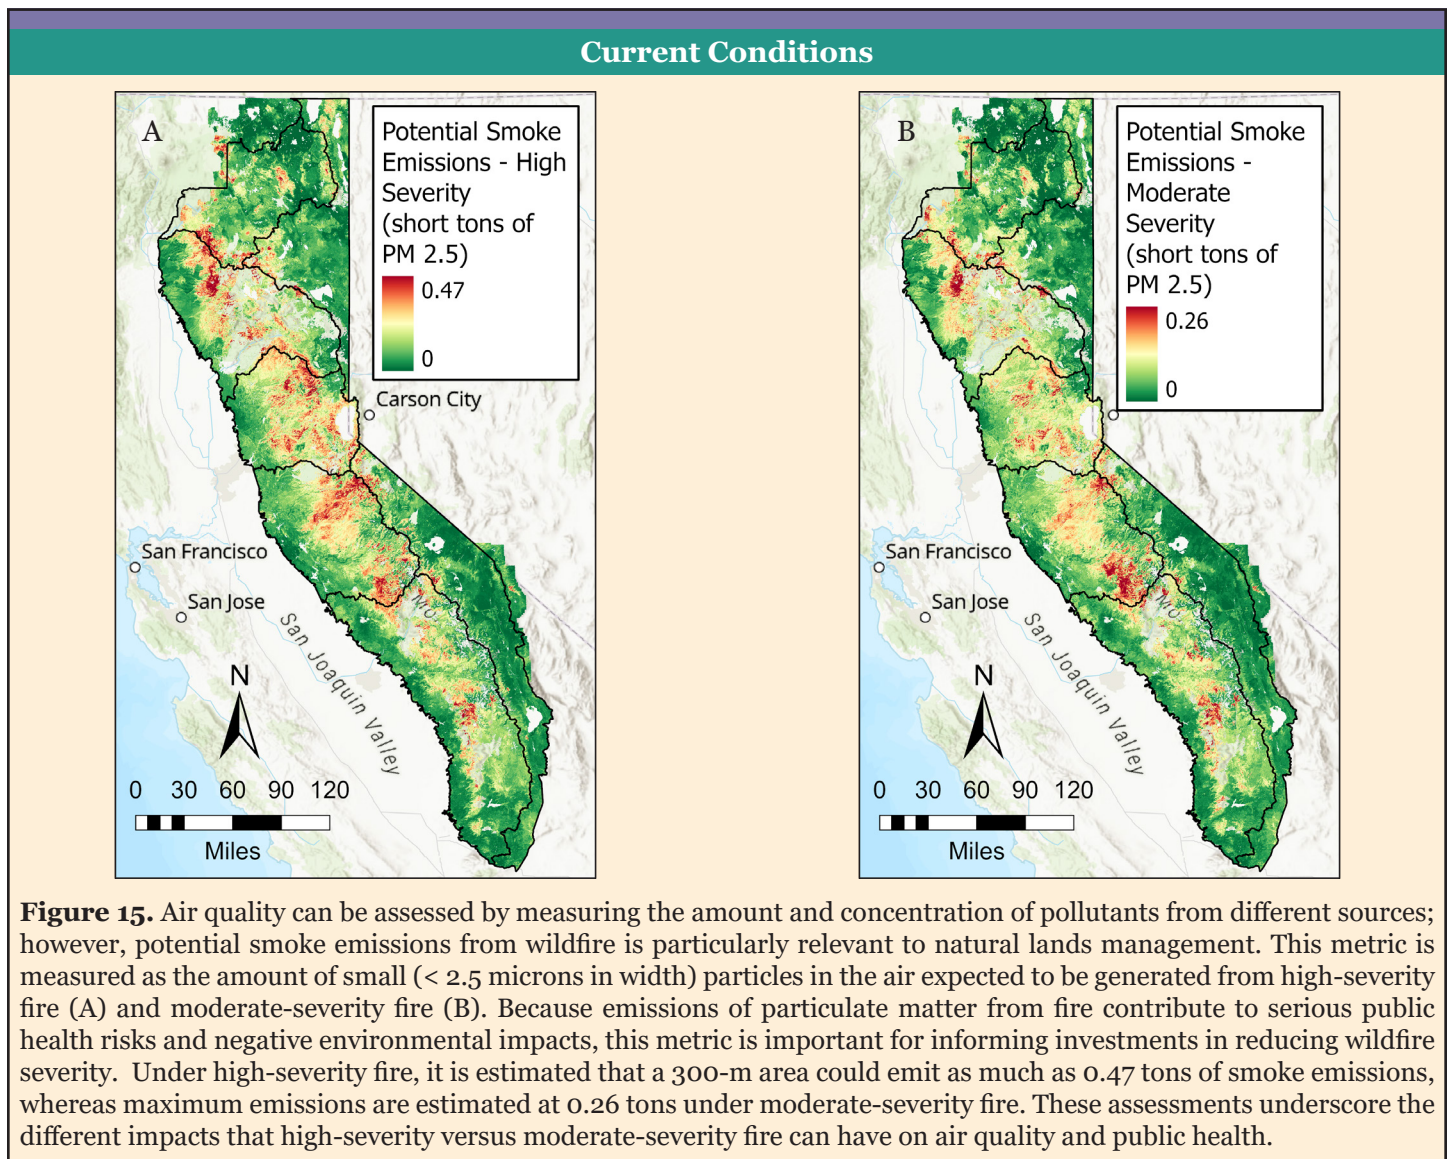 Current Conditions
A
Potential Smoke
Emissions - High
Severity
(short tons of
PM 2.5)
0.47
0
Carson City
San Francisco
San Jose
San Joaquin Valley
N
0 30 60 90 120
Miles
B
Potential Smoke
Emissions -
Moderate
Severity
(short tons of
PM 2.5)
0.26
0
San Francisco
San Jose
San Joaquin Valley
N
0 30 60 90 120
Miles
Figure 15. Air quality can be assessed by measuring the amount and concentration of pollutants from different sources;
however, potential smoke emissions from wildfire is particularly relevant to natural lands management. This metric is
measured as the amount of small (< 2.5 microns in width) particles in the air expected to be generated from high-severity
fire (A) and moderate-severity fire (B). Because emissions of particulate matter from fire contribute to serious public
health risks and negative environmental impacts, this metric is important for informing investments in reducing wildfire
severity. Under high-severity fire, it is estimated that a 300-m area could emit as much as 0.47 tons of smoke emissions,
whereas maximum emissions are estimated at 0.26 tons under moderate-severity fire. These assessments underscore the
different impacts that high-severity versus moderate-severity fire can have on air quality and public health.